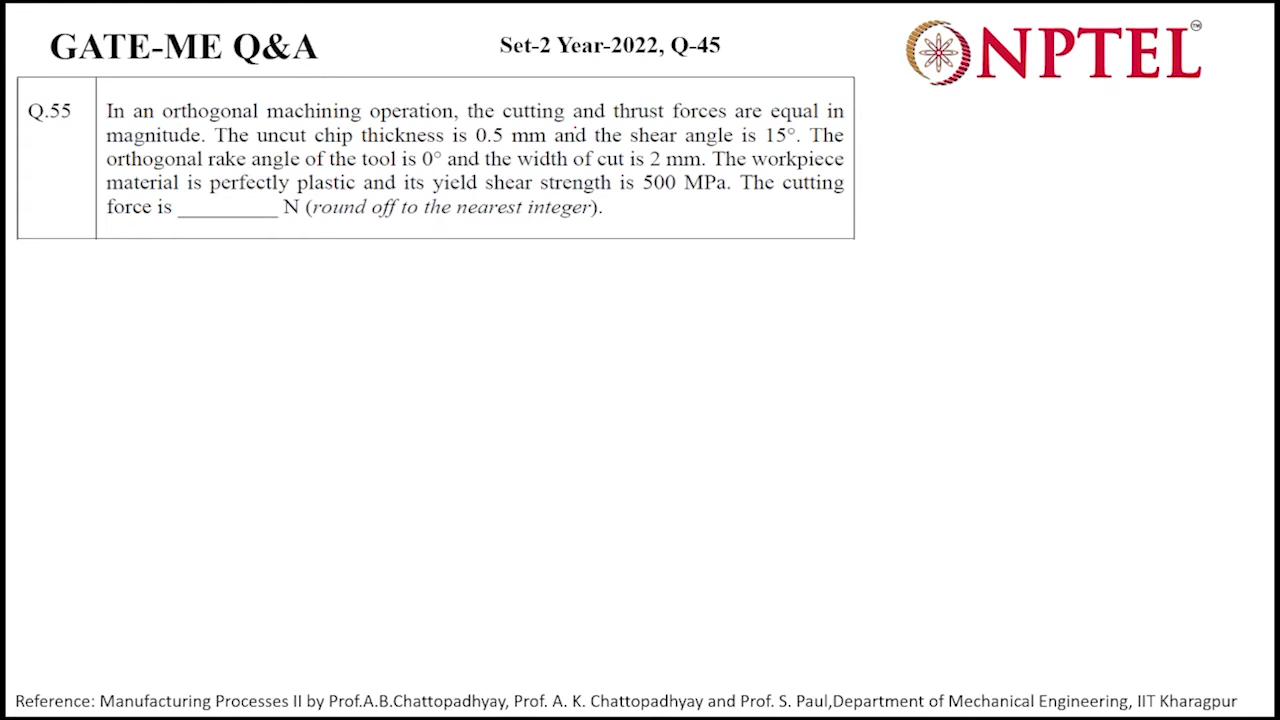 GATE-ME Q&A
Set-2 Year-2022, Q-45
NPTEL
TM
Q.55
In an orthogonal machining operation, the cutting and thrust forces are equal in
magnitude. The uncut chip thickness is 0.5 mm and the shear angle is 15°. The
orthogonal rake angle of the tool is 0° and the width of cut is 2 mm. The workpiece
material is perfectly plastic and its yield shear strength is 500 MPa. The cutting
force is __________ N (round off to the nearest integer).
Reference: Manufacturing Processes II by Prof.A.B.Chattopadhyay, Prof. A. K. Chattopadhyay and Prof. S. Paul,Department of Mechanical Engineering, IIT Kharagpur